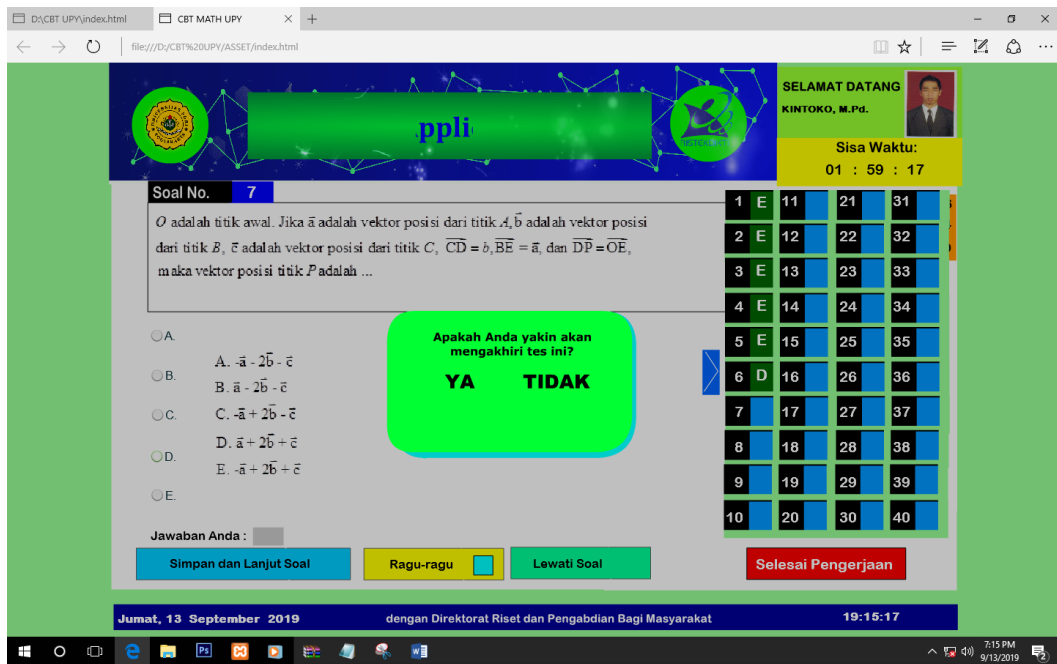 D:\CBT UPY\index.html
CBT MATH UPY
file:///D:/CBT%20UPY/ASSET/index.html
SELAMAT DATANG
KINTOKO, M.Pd.
Sisa Waktu:
01 : 59 : 17
Soal No. 7
O adalah titik awal. Jika a⃗ adalah vektor posisi dari titik A, b⃗ adalah vektor posisi
dari titik B, c⃗ adalah vektor posisi dari titik C, C̅D̅ = b, B̅E̅ = a⃗, dan D̅P̅ = O̅E̅,
maka vektor posisi titik P adalah ...
A.
B.
C.
D.
E.
A. -a⃗ - 2b⃗ - c⃗
B. a⃗ - 2b⃗ - c⃗
C. -a⃗ + 2b⃗ - c⃗
D. a⃗ + 2b⃗ + c⃗
E. -a⃗ + 2b⃗ + c⃗
Apakah Anda yakin akan
mengakhiri tes ini?
YA TIDAK
1 E 11 21 31
2 E 12 22 32
3 E 13 23 33
4 E 14 24 34
5 E 15 25 35
6 D 16 26 36
7 17 27 37
8 18 28 38
9 19 29 39
10 20 30 40
Jawaban Anda :
Simpan dan Lanjut Soal
Ragu-ragu
Lewati Soal
Selesai Pengerjaan
Jumat, 13 September 2019
dengan Direktorat Riset dan Pengabdian Bagi Masyarakat
19:15:17
7:15 PM
9/13/2019